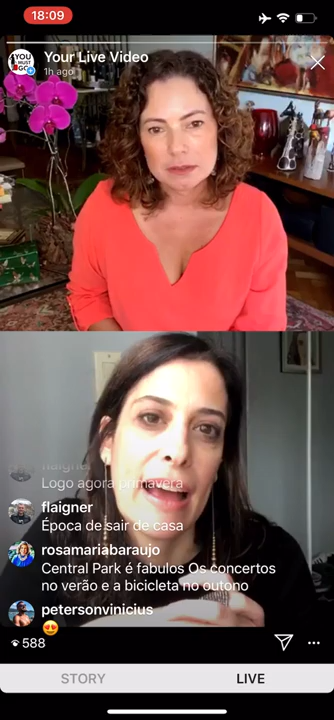 18:09
YOU
MUST
GO
Your Live Video
1h ago
flaigner
Logo agora primavera
flaigner
Época de sair de casa
rosamariabaraujo
Central Park é fabulos Os concertos
no verão e a bicicleta no outono
petersonvinicius
😍
588
STORY
LIVE